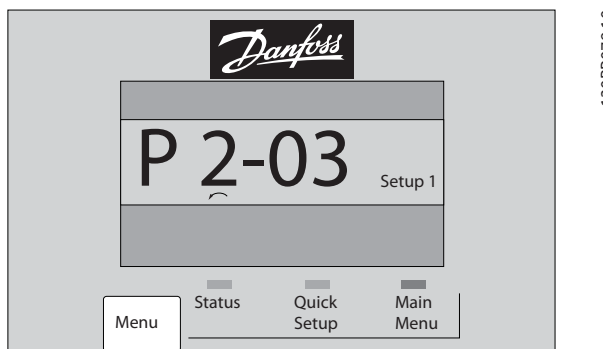 Danfoss
P 2-03
Setup 1
Status
Quick
Setup
Main
Menu
Menu